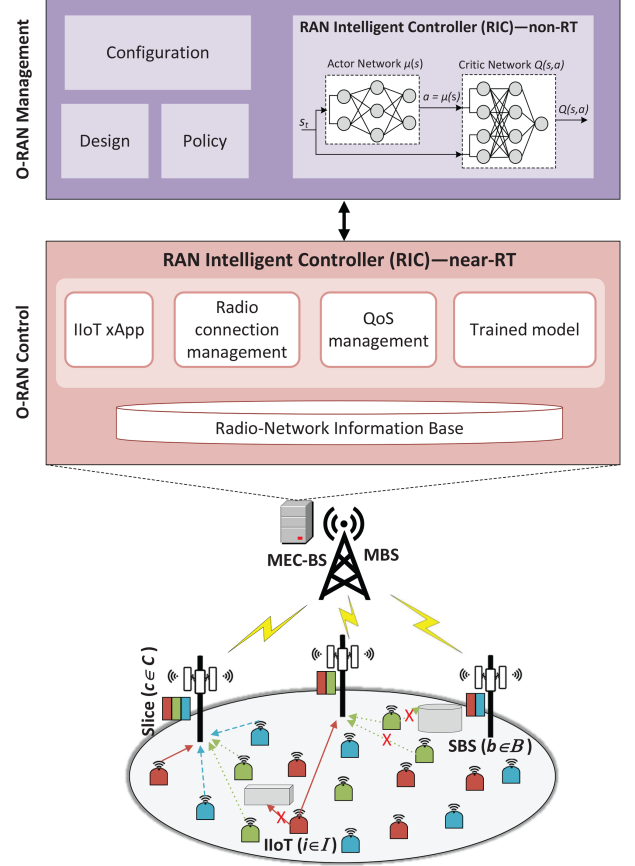 O-RAN Management
Configuration
Design
Policy
RAN Intelligent Controller (RIC)—non-RT
Actor Network μ(s)
Critic Network Q(s,a)
a = μ(s)
Q(s,a)
st
O-RAN Control
RAN Intelligent Controller (RIC)—near-RT
IIoT xApp
Radio
connection
management
QoS
management
Trained model
Radio-Network Information Base
MEC-BS
MBS
Slice (c ∈ C)
SBS (b ∈ B)
IIoT (i ∈ I)